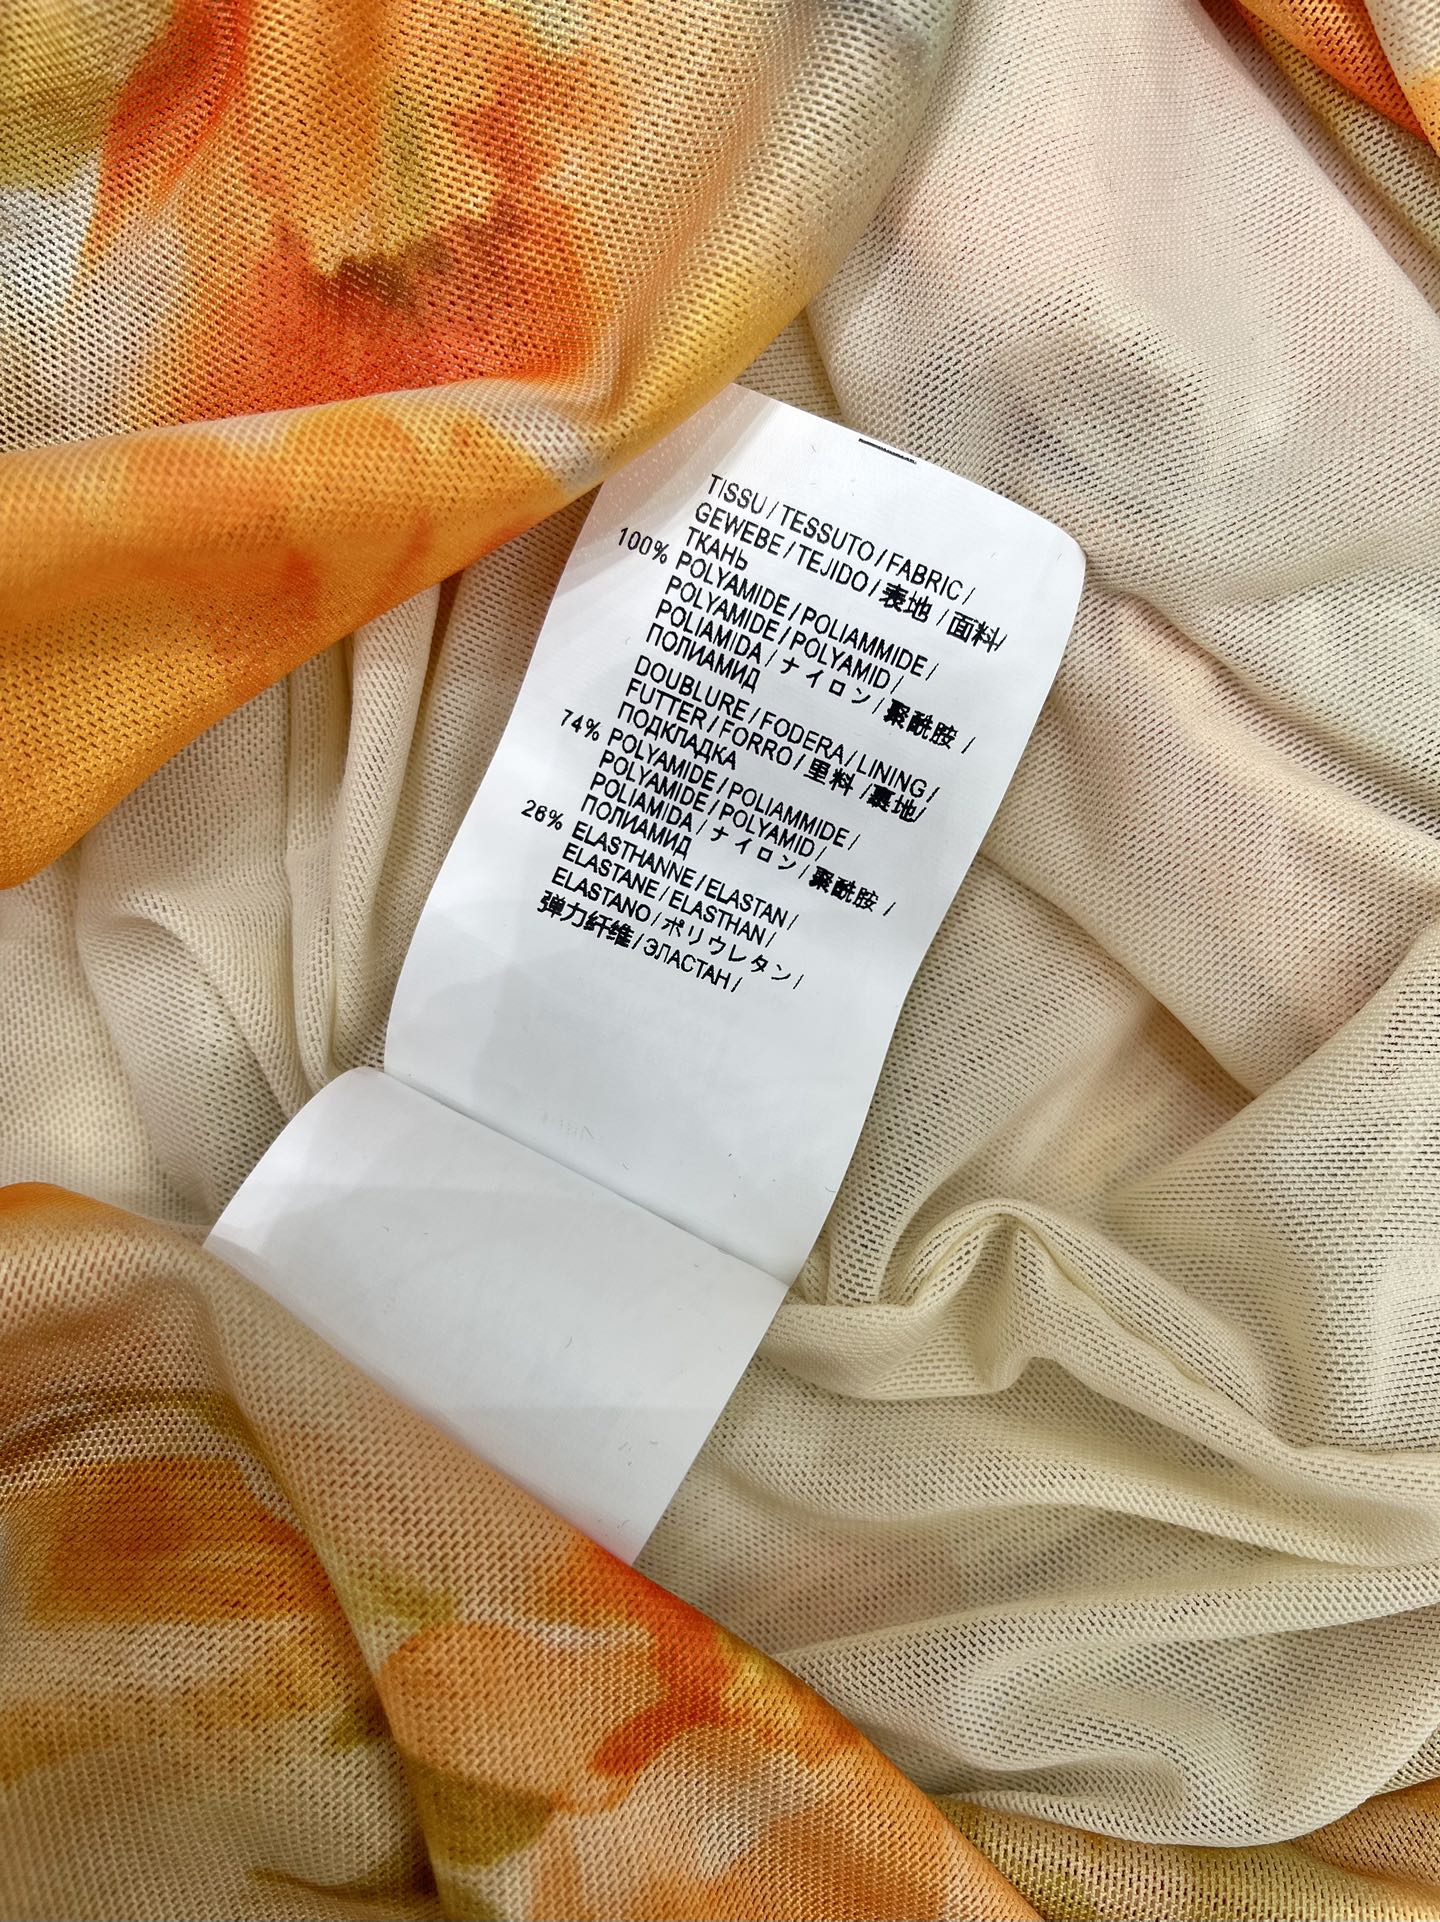 TISSU / TESSUTO / FABRIC /
GEWEBE / TEJIDO / 表地 / 面料/
ТКАНЬ
100% POLYAMIDE / POLIAMMIDE /
POLYAMIDE / POLYAMID /
POLIAMIDA / ナイロン / 聚酰胺 /
ПОЛИАМИД
DOUBLURE / FODERA / LINING /
FUTTER / FORRO / 里料 /裏地/
ПОДКЛАДКА
74% POLYAMIDE / POLIAMMIDE /
POLYAMIDE / POLYAMID /
POLIAMIDA / ナイロン / 聚酰胺 /
ПОЛИАМИД
26% ELASTHANNE / ELASTAN /
ELASTANE / ELASTHAN /
ELASTANO / ポリウレタン /
弹力纤维 / ЭЛАСТАН /